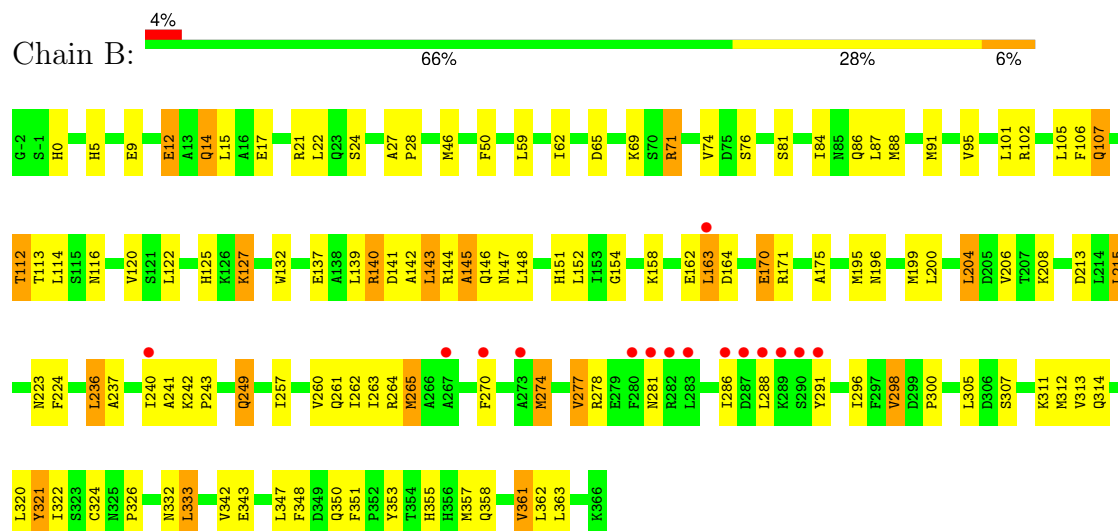 4%
Chain B:
66% 28% 6%
G-2 S-1 H0 H5 E9 E12 A13 Q14 L15 A16 E17 R21 L22 Q23 S24 A27 P28 M46 F50 L59 I62 D65 K69 S70 R71 V74 D75 S76 S81 I84 N85 Q86 L87 M88 M91 V95 L101 R102 L105 F106 Q107
T112 T113 L114 S115 N116 V120 S121 L122 H125 K126 K127 W132 E137 A138 L139 R140 D141 A142 L143 R144 A145 Q146 N147 L148 H151 L152 I153 G154 K158 E162 L163 D164 E170 R171 A175 M195 N196 M199 L200 L204 D205 V206 T207 K208 D213 L214 L215
N223 F224 L236 A237 I240 A241 K242 P243 Q249 I257 V260 Q261 I262 I263 R264 M265 A266 A267 F270 A273 M274 V277 R278 E279 F280 N281 R282 L283 I286 D287 L288 K289 S290 Y291 I296 F297 V298 D299 P300 L305 D306 S307 K311 M312 V313 Q314
L320 Y321 I322 S323 C324 N325 P326 N332 L333 V342 E343 L347 F348 D349 Q350 F351 P352 Y353 T354 H355 H356 M357 Q358 V361 L362 L363 K366